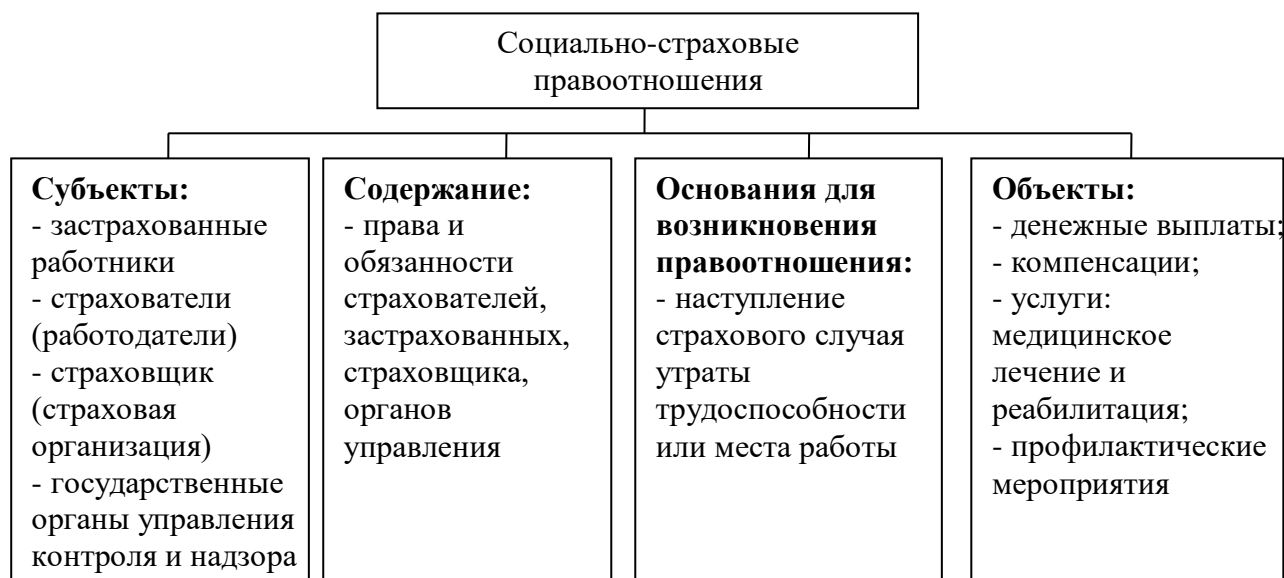 Социально-страховые
правоотношения
Субъекты:
- застрахованные
работники
- страхователи
(работодатели)
- страховщик
(страховая
организация)
- государственные
органы управления
контроля и надзора
Содержание:
- права и
обязанности
страхователей,
застрахованных,
страховщика,
органов
управления
Основания для
возникновения
правоотношения:
- наступление
страхового случая
утраты
трудоспособности
или места работы
Объекты:
- денежные выплаты;
- компенсации;
- услуги:
медицинское
лечение и
реабилитация;
- профилактические
мероприятия